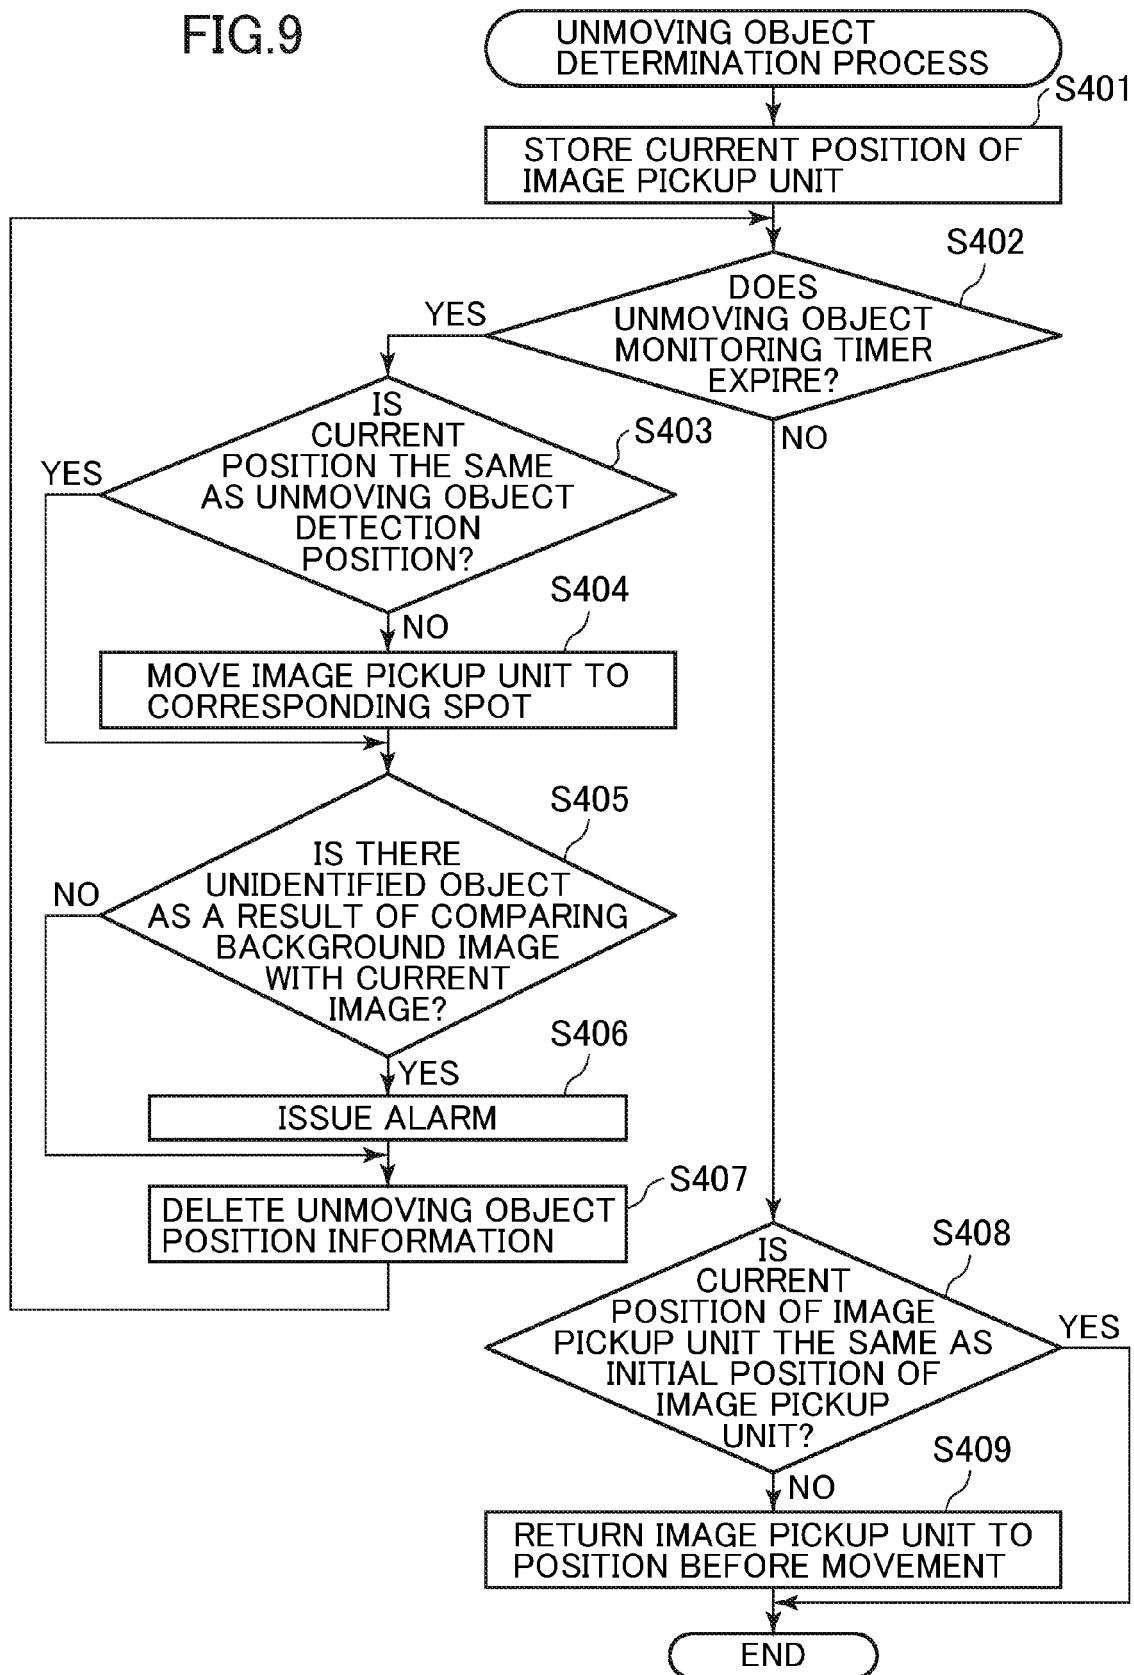 FIG.9
UNMOVING OBJECT
DETERMINATION PROCESS
S401
STORE CURRENT POSITION OF
IMAGE PICKUP UNIT
S402
DOES
UNMOVING OBJECT
MONITORING TIMER
EXPIRE?
YES
NO
S403
IS
CURRENT
POSITION THE SAME
AS UNMOVING OBJECT
DETECTION
POSITION?
YES
NO
S404
MOVE IMAGE PICKUP UNIT TO
CORRESPONDING SPOT
S405
IS THERE
UNIDENTIFIED OBJECT
AS A RESULT OF COMPARING
BACKGROUND IMAGE
WITH CURRENT
IMAGE?
NO
YES
S406
ISSUE ALARM
S407
DELETE UNMOVING OBJECT
POSITION INFORMATION
S408
IS
CURRENT
POSITION OF IMAGE
PICKUP UNIT THE SAME AS
INITIAL POSITION OF
IMAGE PICKUP
UNIT?
YES
NO
S409
RETURN IMAGE PICKUP UNIT TO
POSITION BEFORE MOVEMENT
END